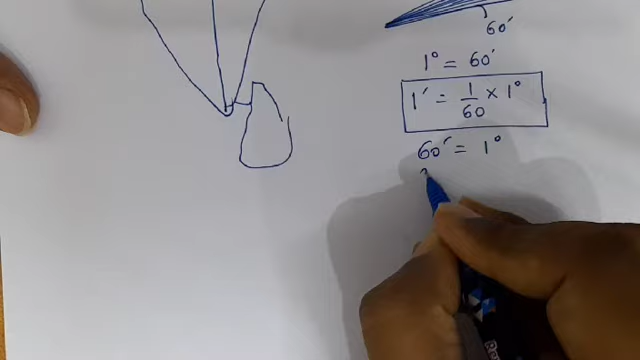 60′
1° = 60′
1′ = 1/60 × 1°
60′ = 1°